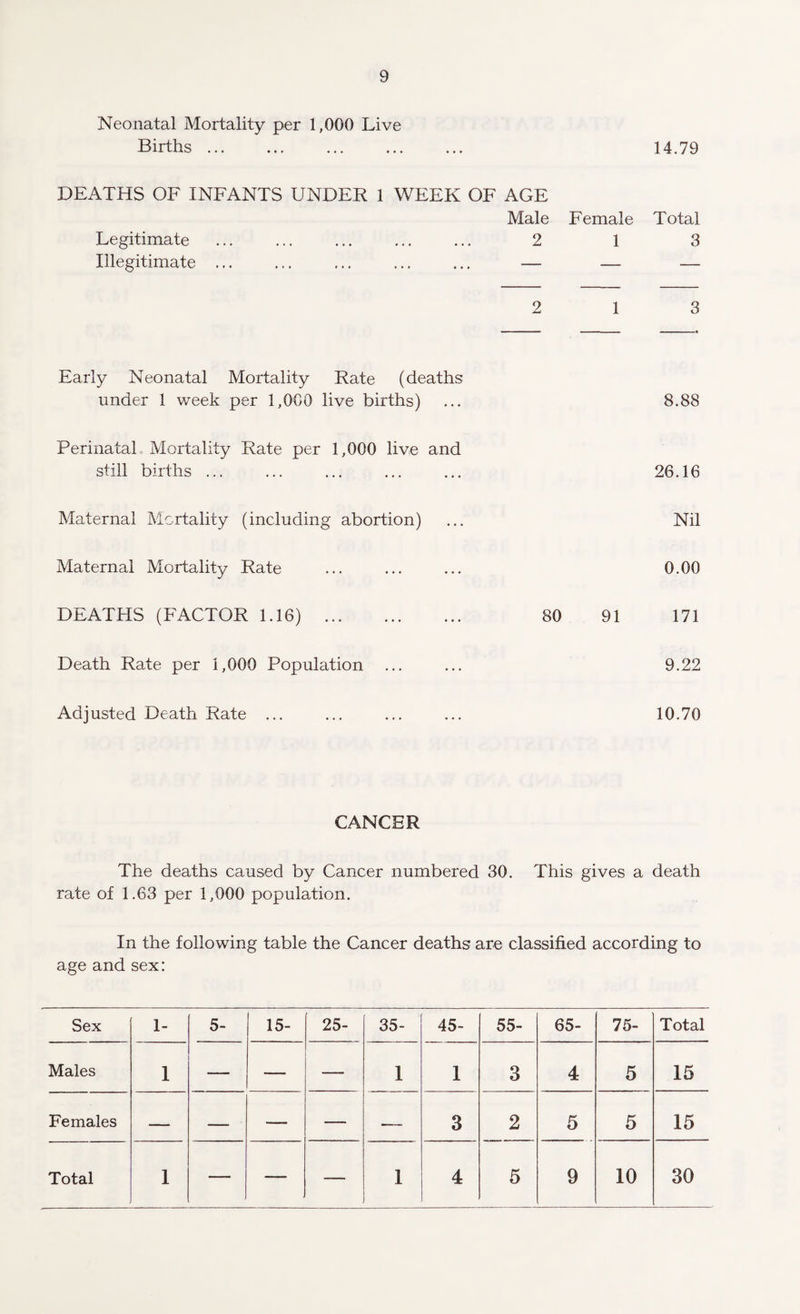 9
Neonatal Mortality per 1,000 Live
Births ... ... ... ... ... 14.79
DEATHS OF INFANTS UNDER 1 WEEK OF AGE
Male Female Total
Legitimate ... ... ... ... ... 2 1 3
Illegitimate ... ... ... ... ... — — —
2 1 3
Early Neonatal Mortality Rate (deaths
under 1 week per 1,000 live births) ... 8.88
Perinatal Mortality Rate per 1,000 live and
still births ... ... ... ... ... 26.16
Maternal Mortality (including abortion) ... Nil
Maternal Mortality Rate ... ... ... 0.00
DEATHS (FACTOR 1.16) ... ... ... 80 91 171
Death Rate per 1,000 Population ... ... 9.22
Adjusted Death Rate ... ... ... ... 10.70
CANCER
The deaths caused by Cancer numbered 30. This gives a death
rate of 1.63 per 1,000 population.
In the following table the Cancer deaths are classified according to
age and sex:
Sex 1- 5- 15- 25- 35- 45- 55- 65- 75- Total
Males 1 — — — 1 1 3 4 5 15
Females — — — — — 3 2 5 5 15
Total 1 — — — 1 4 5 9 10 30